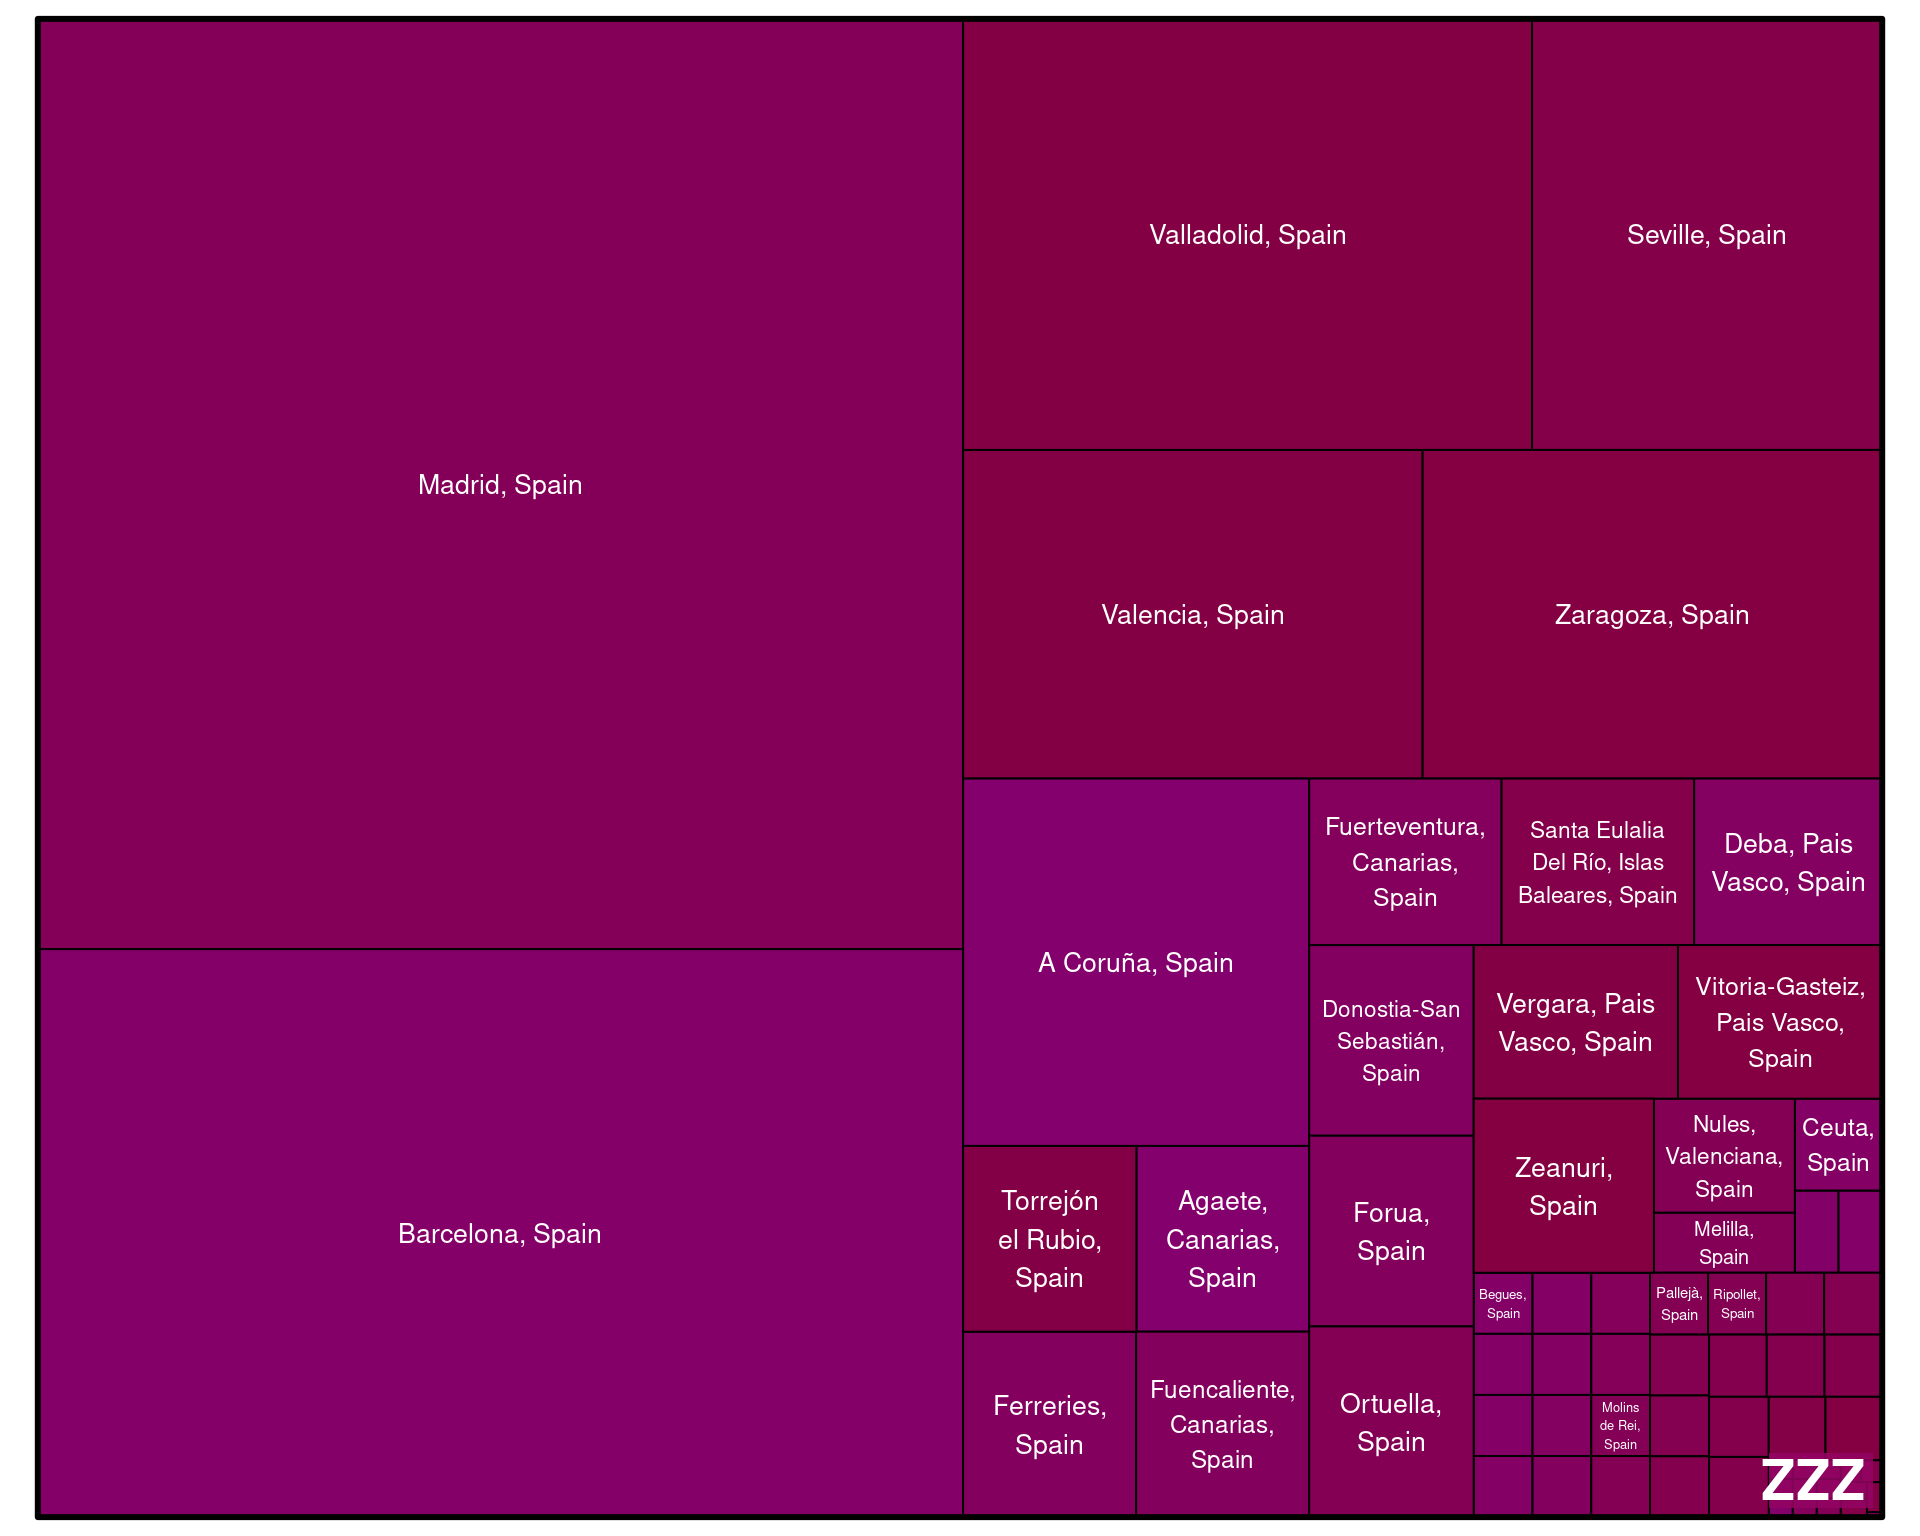 Madrid, Spain
Barcelona, Spain
Valladolid, Spain
Seville, Spain
Valencia, Spain
Zaragoza, Spain
A Coruña, Spain
Fuerteventura,
Canarias,
Spain
Santa Eulalia
Del Río, Islas
Baleares, Spain
Deba, Pais
Vasco, Spain
Donostia-San
Sebastián,
Spain
Vergara, Pais
Vasco, Spain
Vitoria-Gasteiz,
Pais Vasco,
Spain
Torrejón
el Rubio,
Spain
Agaete,
Canarias,
Spain
Forua,
Spain
Zeanuri,
Spain
Nules,
Valenciana,
Spain
Ceuta,
Spain
Melilla,
Spain
Ferreries,
Spain
Fuencaliente,
Canarias,
Spain
Ortuella,
Spain
Begues,
Spain
Pallejà,
Spain
Ripollet,
Spain
Molins
de Rei,
Spain
ZZZ